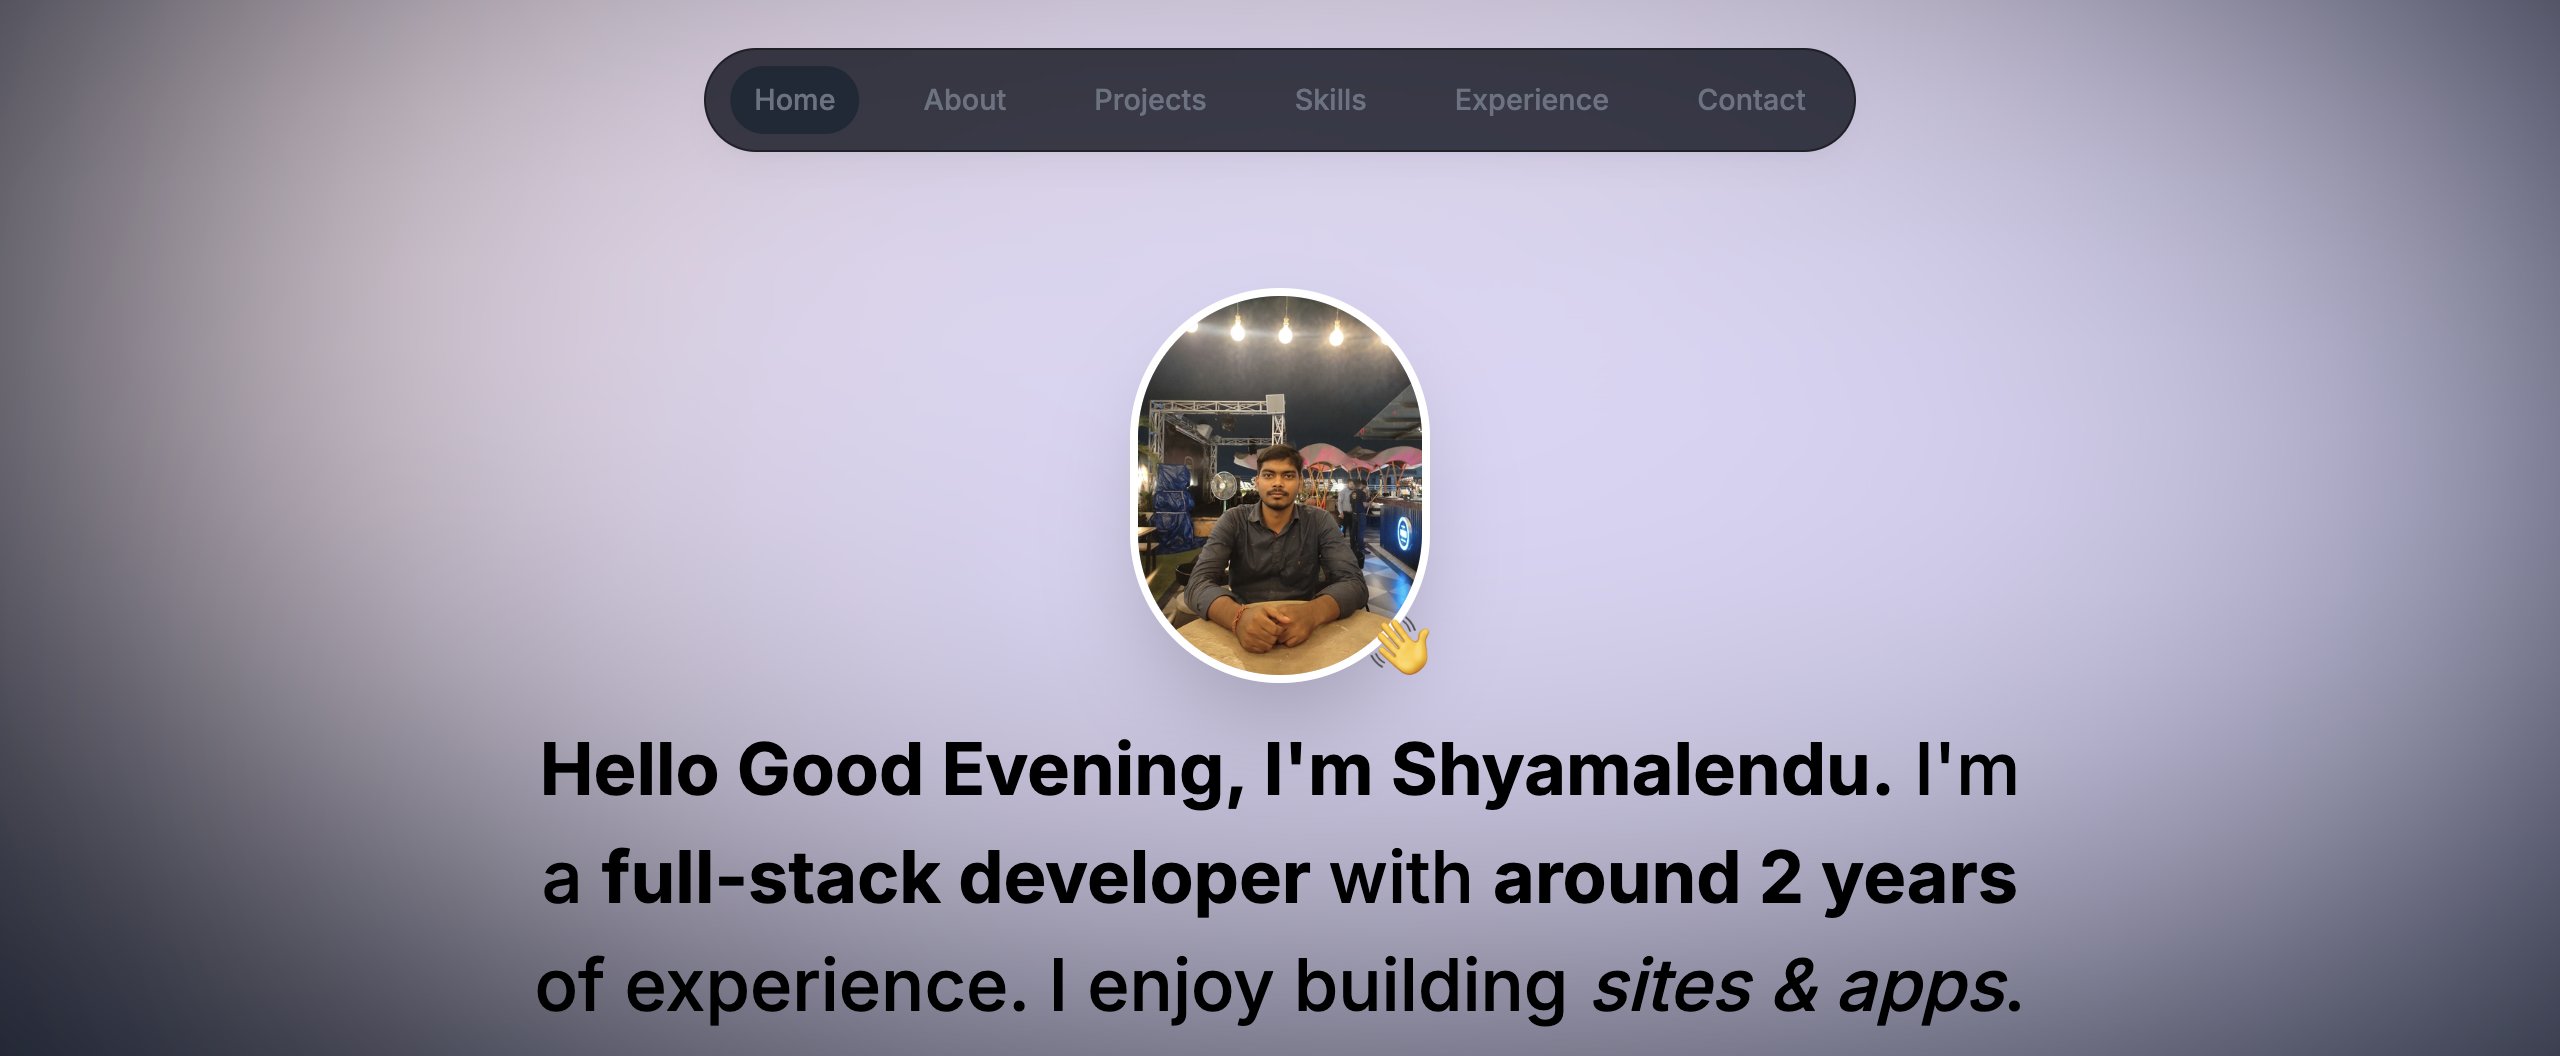 Home About Projects Skills Experience Contact
Hello Good Evening, I'm Shyamalendu. I'm
a full-stack developer with around 2 years
of experience. I enjoy building sites & apps.